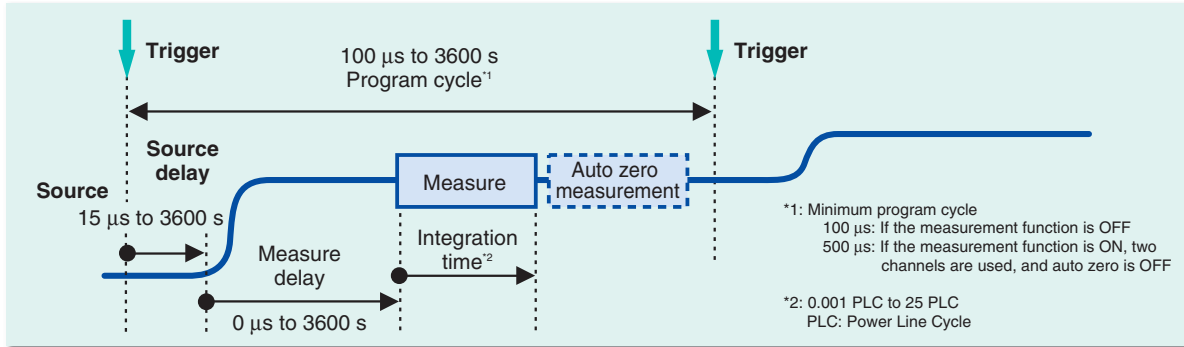 Trigger
100 μs to 3600 s
Program cycle*1
Trigger
Source
delay
Source
15 μs to 3600 s
Measure
Auto zero
measurement
Measure
delay
Integration
time*2
0 μs to 3600 s
*1: Minimum program cycle
100 μs: If the measurement function is OFF
500 μs: If the measurement function is ON, two
channels are used, and auto zero is OFF
*2: 0.001 PLC to 25 PLC
PLC: Power Line Cycle